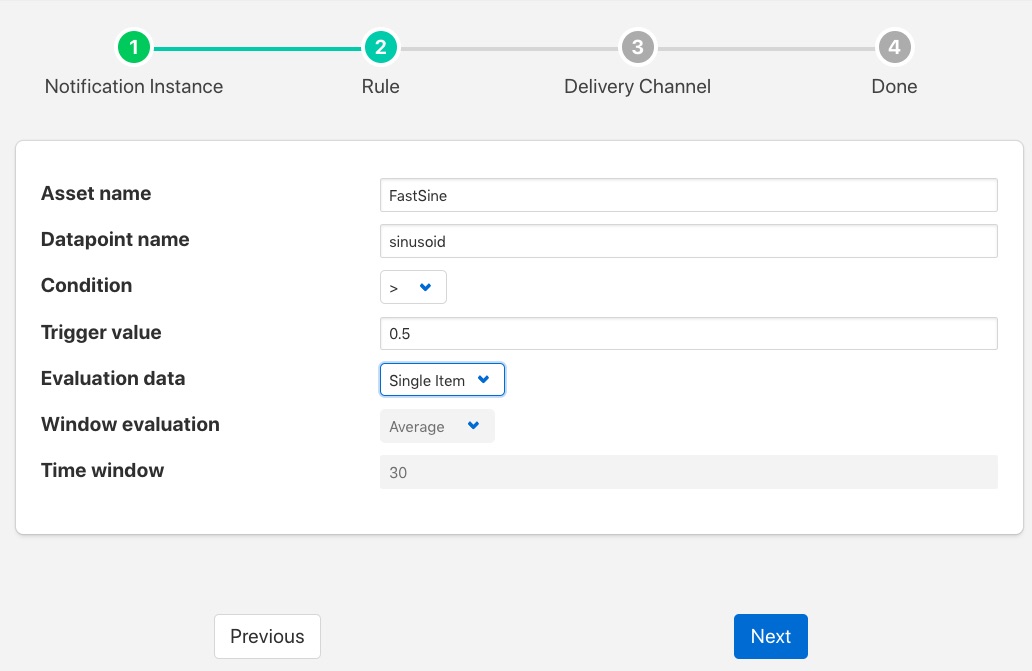 1 2 3 4
Notification Instance Rule Delivery Channel Done
Asset name FastSine
Datapoint name sinusoid
Condition >
Trigger value 0.5
Evaluation data Single Item
Window evaluation Average
Time window 30
Previous Next